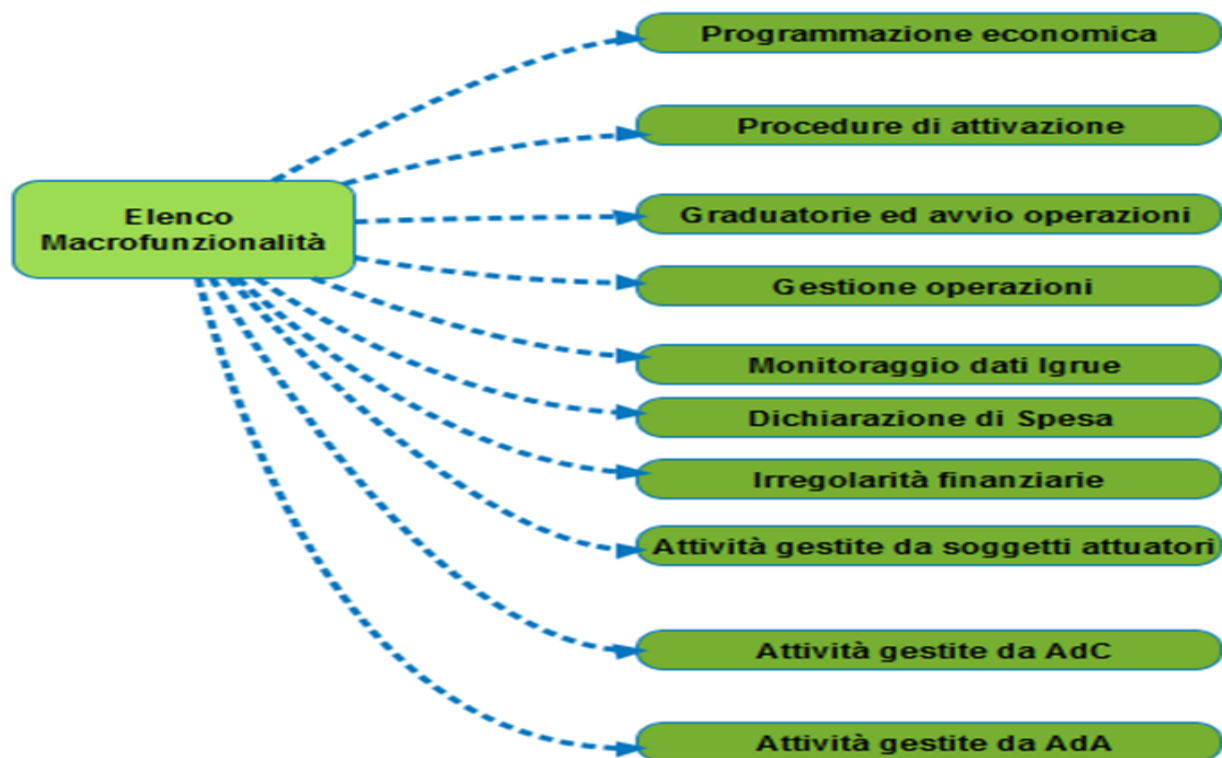 Elenco
Macrofunzionalità
Programmazione economica
Procedure di attivazione
Graduatorie ed avvio operazioni
Gestione operazioni
Monitoraggio dati Igrue
Dichiarazione di Spesa
Irregolarità finanziarie
Attività gestite da soggetti attuatori
Attività gestite da AdC
Attività gestite da AdA